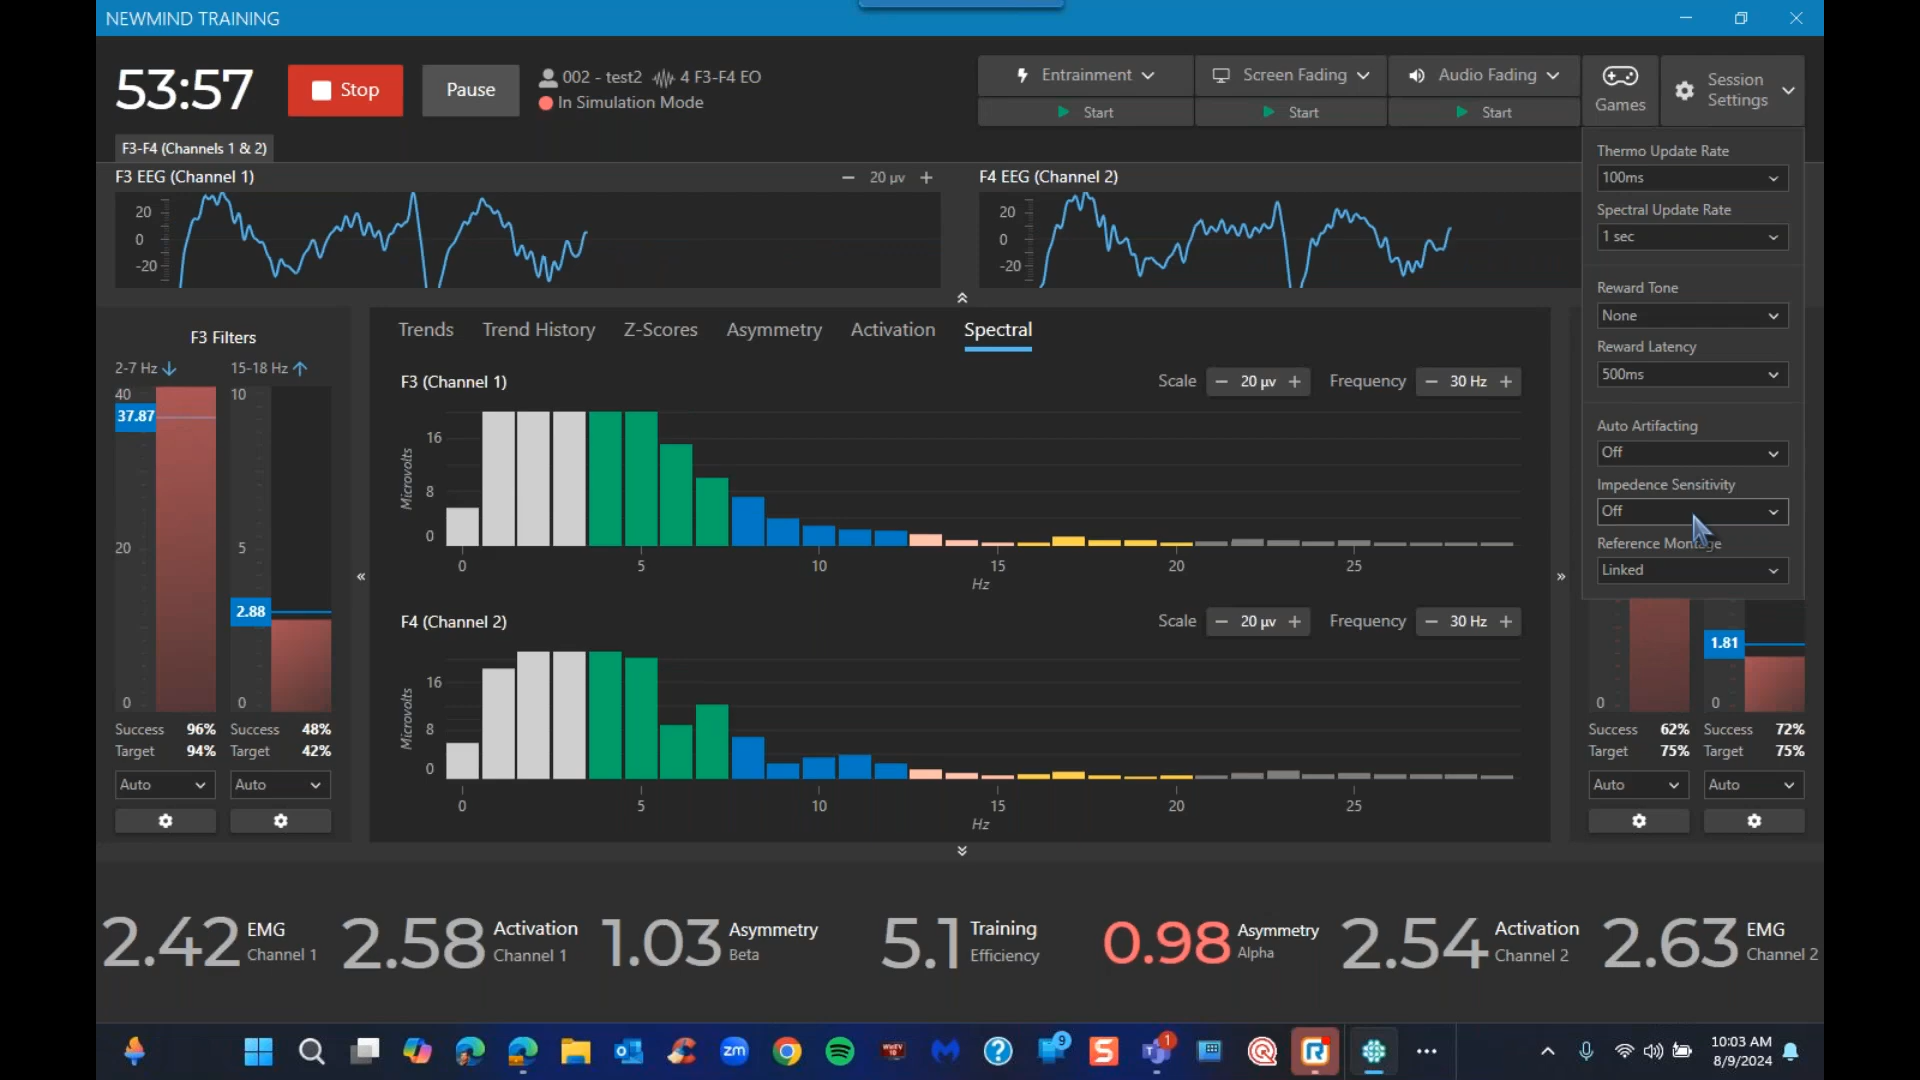 NEWMIND TRAINING
53:57
Stop
Pause
002 - test2 4 F3-F4 EO
In Simulation Mode
Entrainment
Start
Screen Fading
Start
Audio Fading
Start
Games
Session
Settings
F3-F4 (Channels 1 & 2)
F3 EEG (Channel 1)
20 μv
20
0
-20
F4 EEG (Channel 2)
20
0
-20
Thermo Update Rate
100ms
Spectral Update Rate
1 sec
Reward Tone
None
Reward Latency
500ms
Auto Artifacting
Off
Impedence Sensitivity
Off
Reference Montage
Linked
F3 Filters
2-7 Hz
15-18 Hz
40
37.87
20
0
10
5
2.88
0
Success 96%
Target 94%
Success 48%
Target 42%
Auto
Auto
Trends
Trend History
Z-Scores
Asymmetry
Activation
Spectral
F3 (Channel 1)
Scale
20 μv
Frequency
30 Hz
Microvolts
16
8
0
0 5 10 15 20 25
Hz
F4 (Channel 2)
Scale
20 μv
Frequency
30 Hz
Microvolts
16
8
0
0 5 10 15 20 25
Hz
1.81
0
0
Success 62%
Target 75%
Success 72%
Target 75%
Auto
Auto
2.42 EMG
Channel 1
2.58 Activation
Channel 1
1.03 Asymmetry
Beta
5.1 Training
Efficiency
0.98 Asymmetry
Alpha
2.54 Activation
Channel 2
2.63 EMG
Channel 2
zm
9
1
10:03 AM
8/9/2024